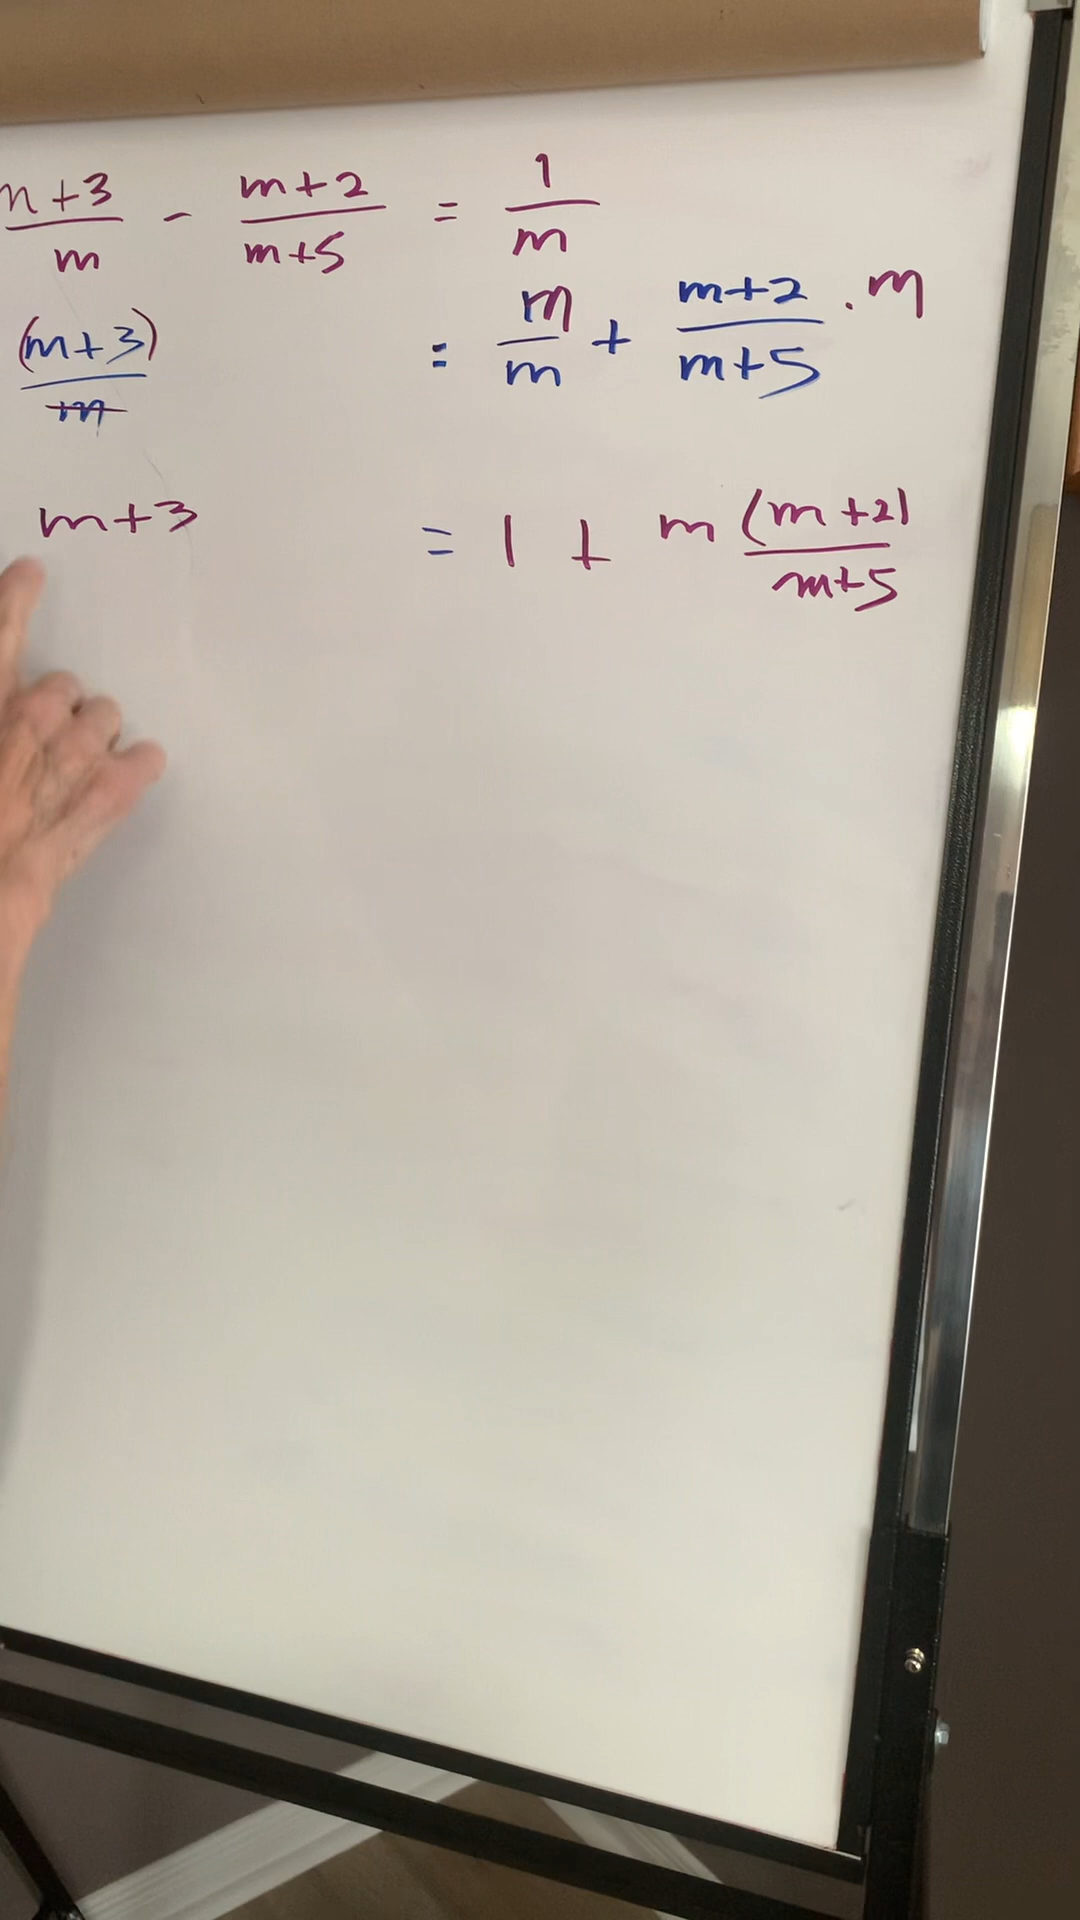 m+3/m - m+2/m+5 = 1/m
(m+3)/m = m/m + m+2/m+5 . m
m+3 = 1 + m(m+2)/m+5